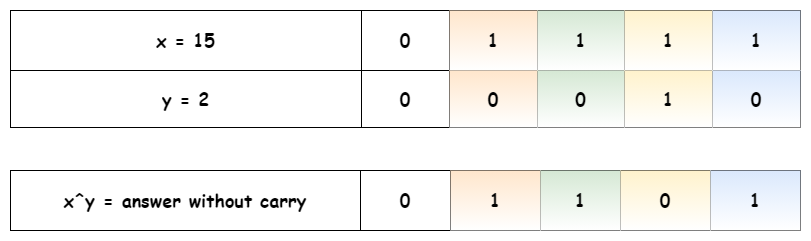 x = 15 0 1 1 1 1
y = 2 0 0 0 1 0
x^y = answer without carry 0 1 1 0 1